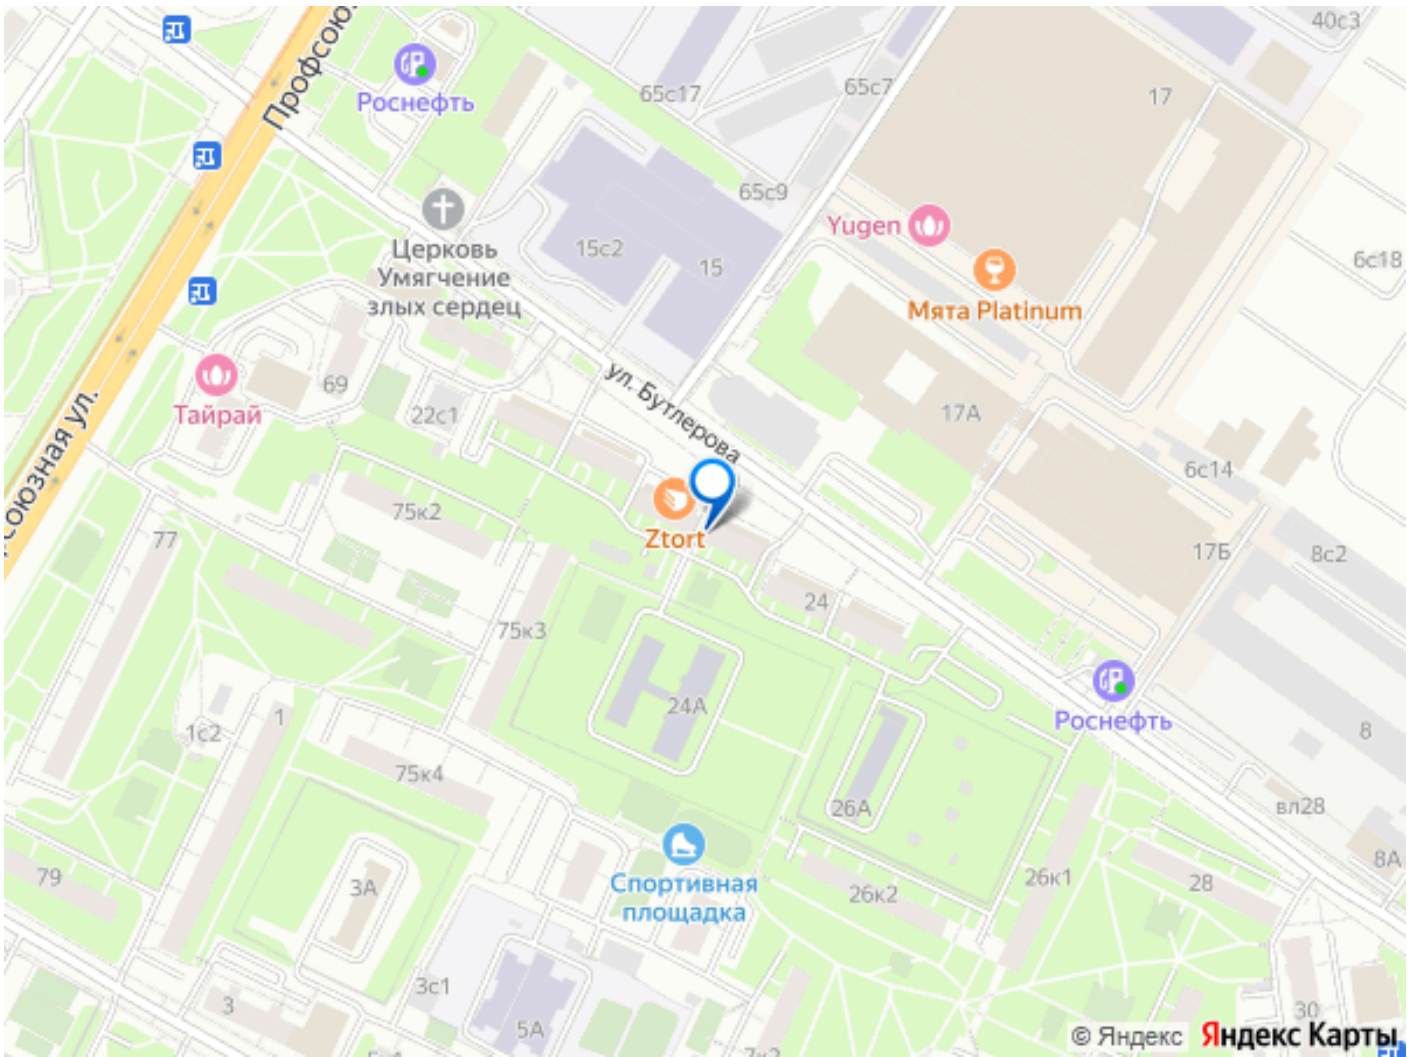 40с3
Профсоюз
Роснефть
65с17
65с7
17
65с9
Yugen
Церковь
Умягчение
злых сердец
15с2
15
6с18
Мята Platinum
ул. Бутлерова
69
Тайрай
22с1
17А
союзная ул.
6с14
75к2
Ztort
77
17Б
8с2
24
75к3
24А
Роснефть
1
1с2
8
75к4
26А
вл28
8А
79
3А
Спортивная
площадка
26к2
26к1
28
3с1
3
5А
30
© Яндекс
Яндекс Карты